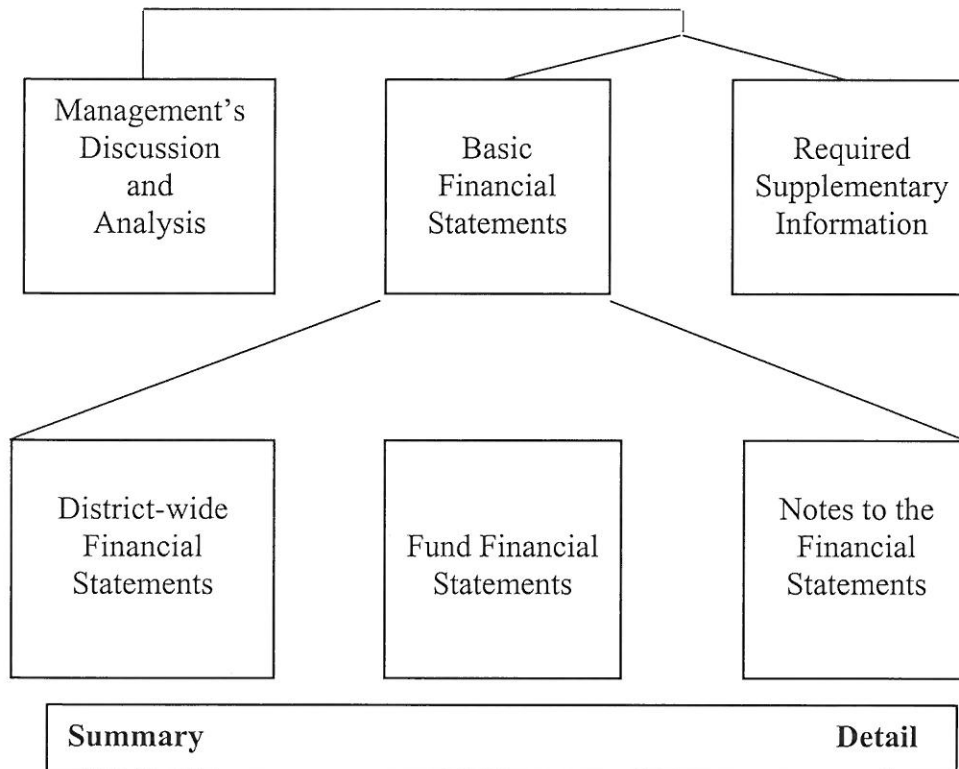 Management's
Discussion
and
Analysis
Basic
Financial
Statements
Required
Supplementary
Information
District-wide
Financial
Statements
Fund Financial
Statements
Notes to the
Financial
Statements
Summary Detail